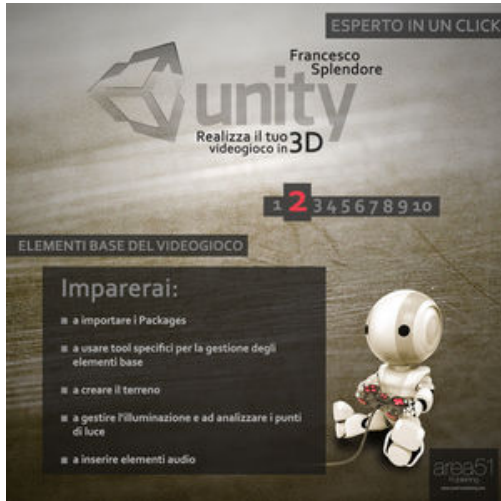 ESPERTO IN UN CLICK
Francesco
Splendore
unity
Realizza il tuo
videogioco in 3D
1 2 3 4 5 6 7 8 9 10
ELEMENTI BASE DEL VIDEOGIOCO
Imparerai:
a importare i Packages
a usare tool specifici per la gestione degli
elementi base
a creare il terreno
a gestire l'illuminazione e ad analizzare i punti
di luce
a inserire elementi audio
area51
Publishing